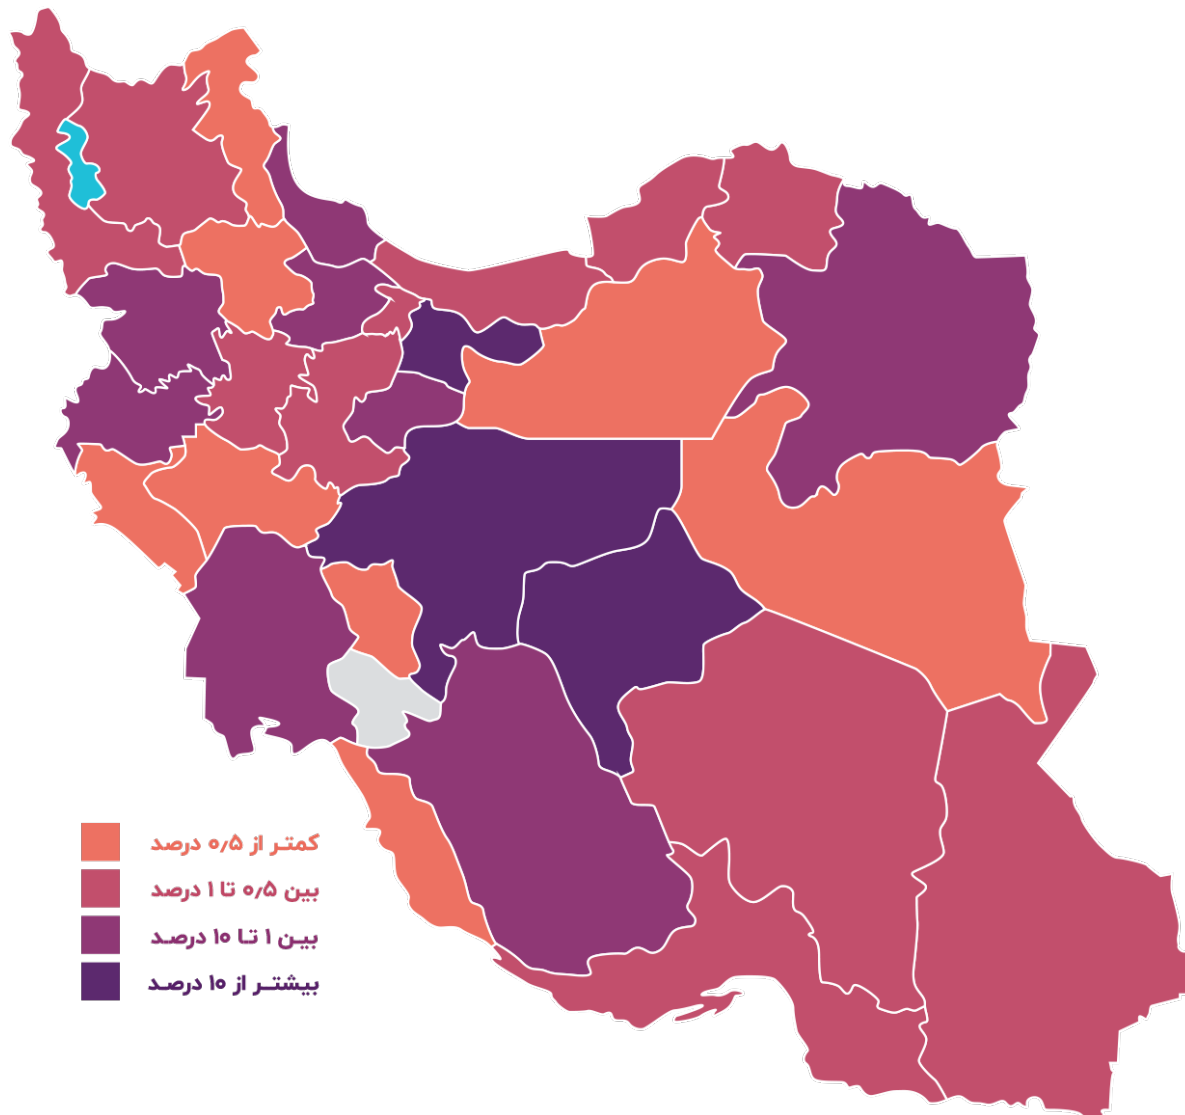 کمتر از ۰٫۵ درصد
بین ۰٫۵ تا ۱ درصد
بین ۱ تا ۱۰ درصد
بیشتر از ۱۰ درصد